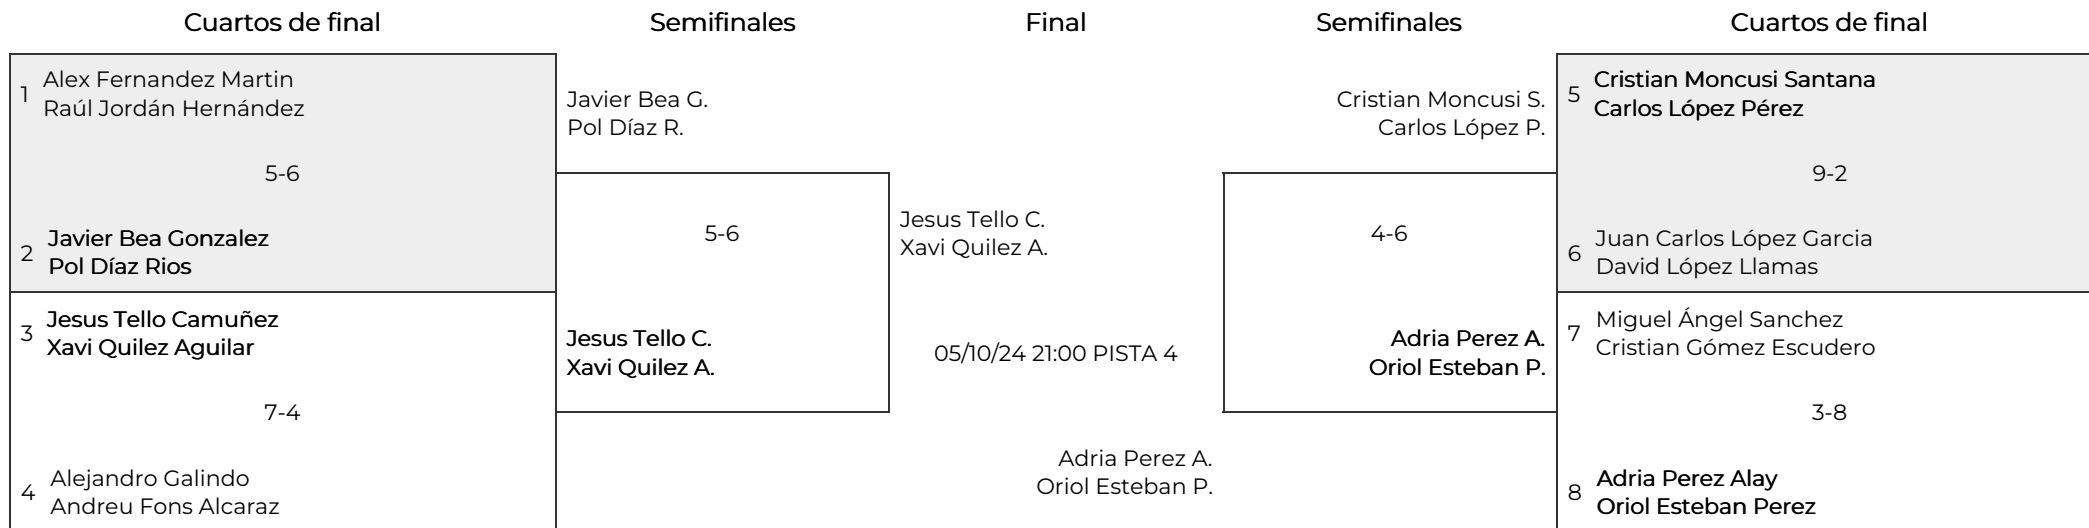 Cuartos de final
Semifinales
Final
Semifinales
Cuartos de final
1
Alex Fernandez Martin
Raúl Jordán Hernández
5-6
2
Javier Bea Gonzalez
Pol Díaz Rios
3
Jesus Tello Camuñez
Xavi Quilez Aguilar
7-4
4
Alejandro Galindo
Andreu Fons Alcaraz
Javier Bea G.
Pol Díaz R.
5-6
Jesus Tello C.
Xavi Quilez A.
Jesus Tello C.
Xavi Quilez A.
05/10/24 21:00 PISTA 4
Adria Perez A.
Oriol Esteban P.
Cristian Moncusi S.
Carlos López P.
4-6
Adria Perez A.
Oriol Esteban P.
5
Cristian Moncusi Santana
Carlos López Pérez
9-2
6
Juan Carlos López Garcia
David López Llamas
7
Miguel Ángel Sanchez
Cristian Gómez Escudero
3-8
8
Adria Perez Alay
Oriol Esteban Perez